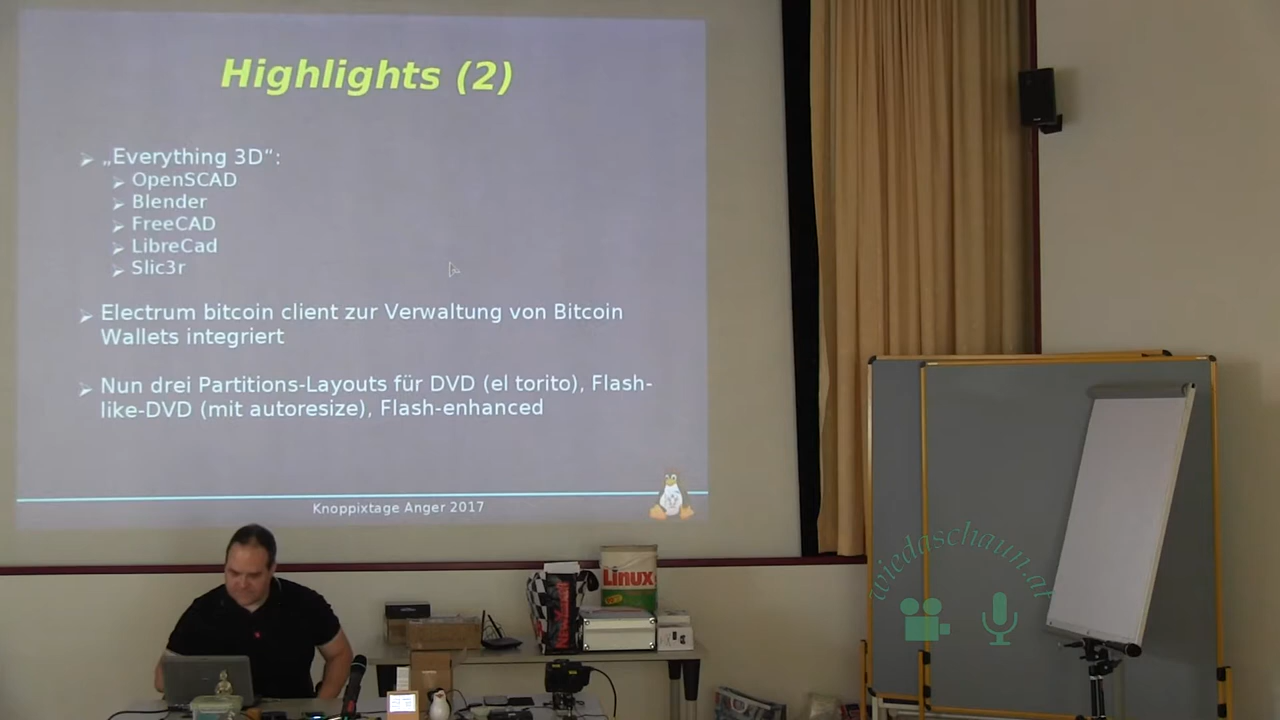 Highlights (2)
„Everything 3D“:
OpenSCAD
Blender
FreeCAD
LibreCad
Slic3r
Electrum bitcoin client zur Verwaltung von Bitcoin
Wallets integriert
Nun drei Partitions-Layouts für DVD (el torito), Flash-
like-DVD (mit autoresize), Flash-enhanced
Knoppixtage Anger 2017
Linux
wiedaschaun.at